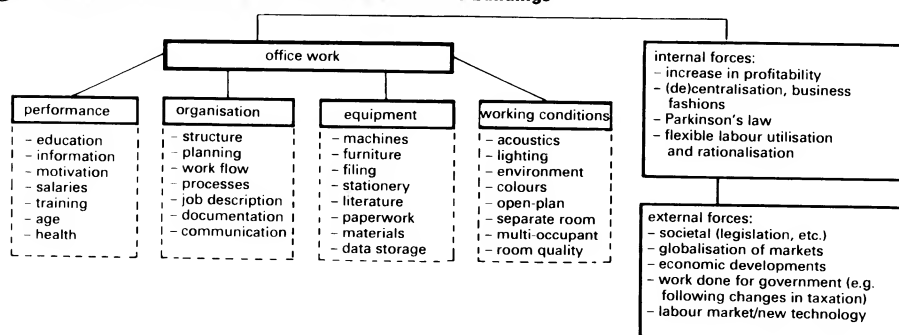 buildings
office work
performance
– education
– information
– motivation
– salaries
– training
– age
– health
organisation
– structure
– planning
– work flow
– processes
– job description
– documentation
– communication
equipment
– machines
– furniture
– filing
– stationery
– literature
– paperwork
– materials
– data storage
working conditions
– acoustics
– lighting
– environment
– colours
– open-plan
– separate room
– multi-occupant
– room quality
internal forces:
– increase in profitability
– (de)centralisation, business
fashions
– Parkinson's law
– flexible labour utilisation
and rationalisation
external forces:
– societal (legislation, etc.)
– globalisation of markets
– economic developments
– work done for government (e.g.
following changes in taxation)
– labour market/new technology